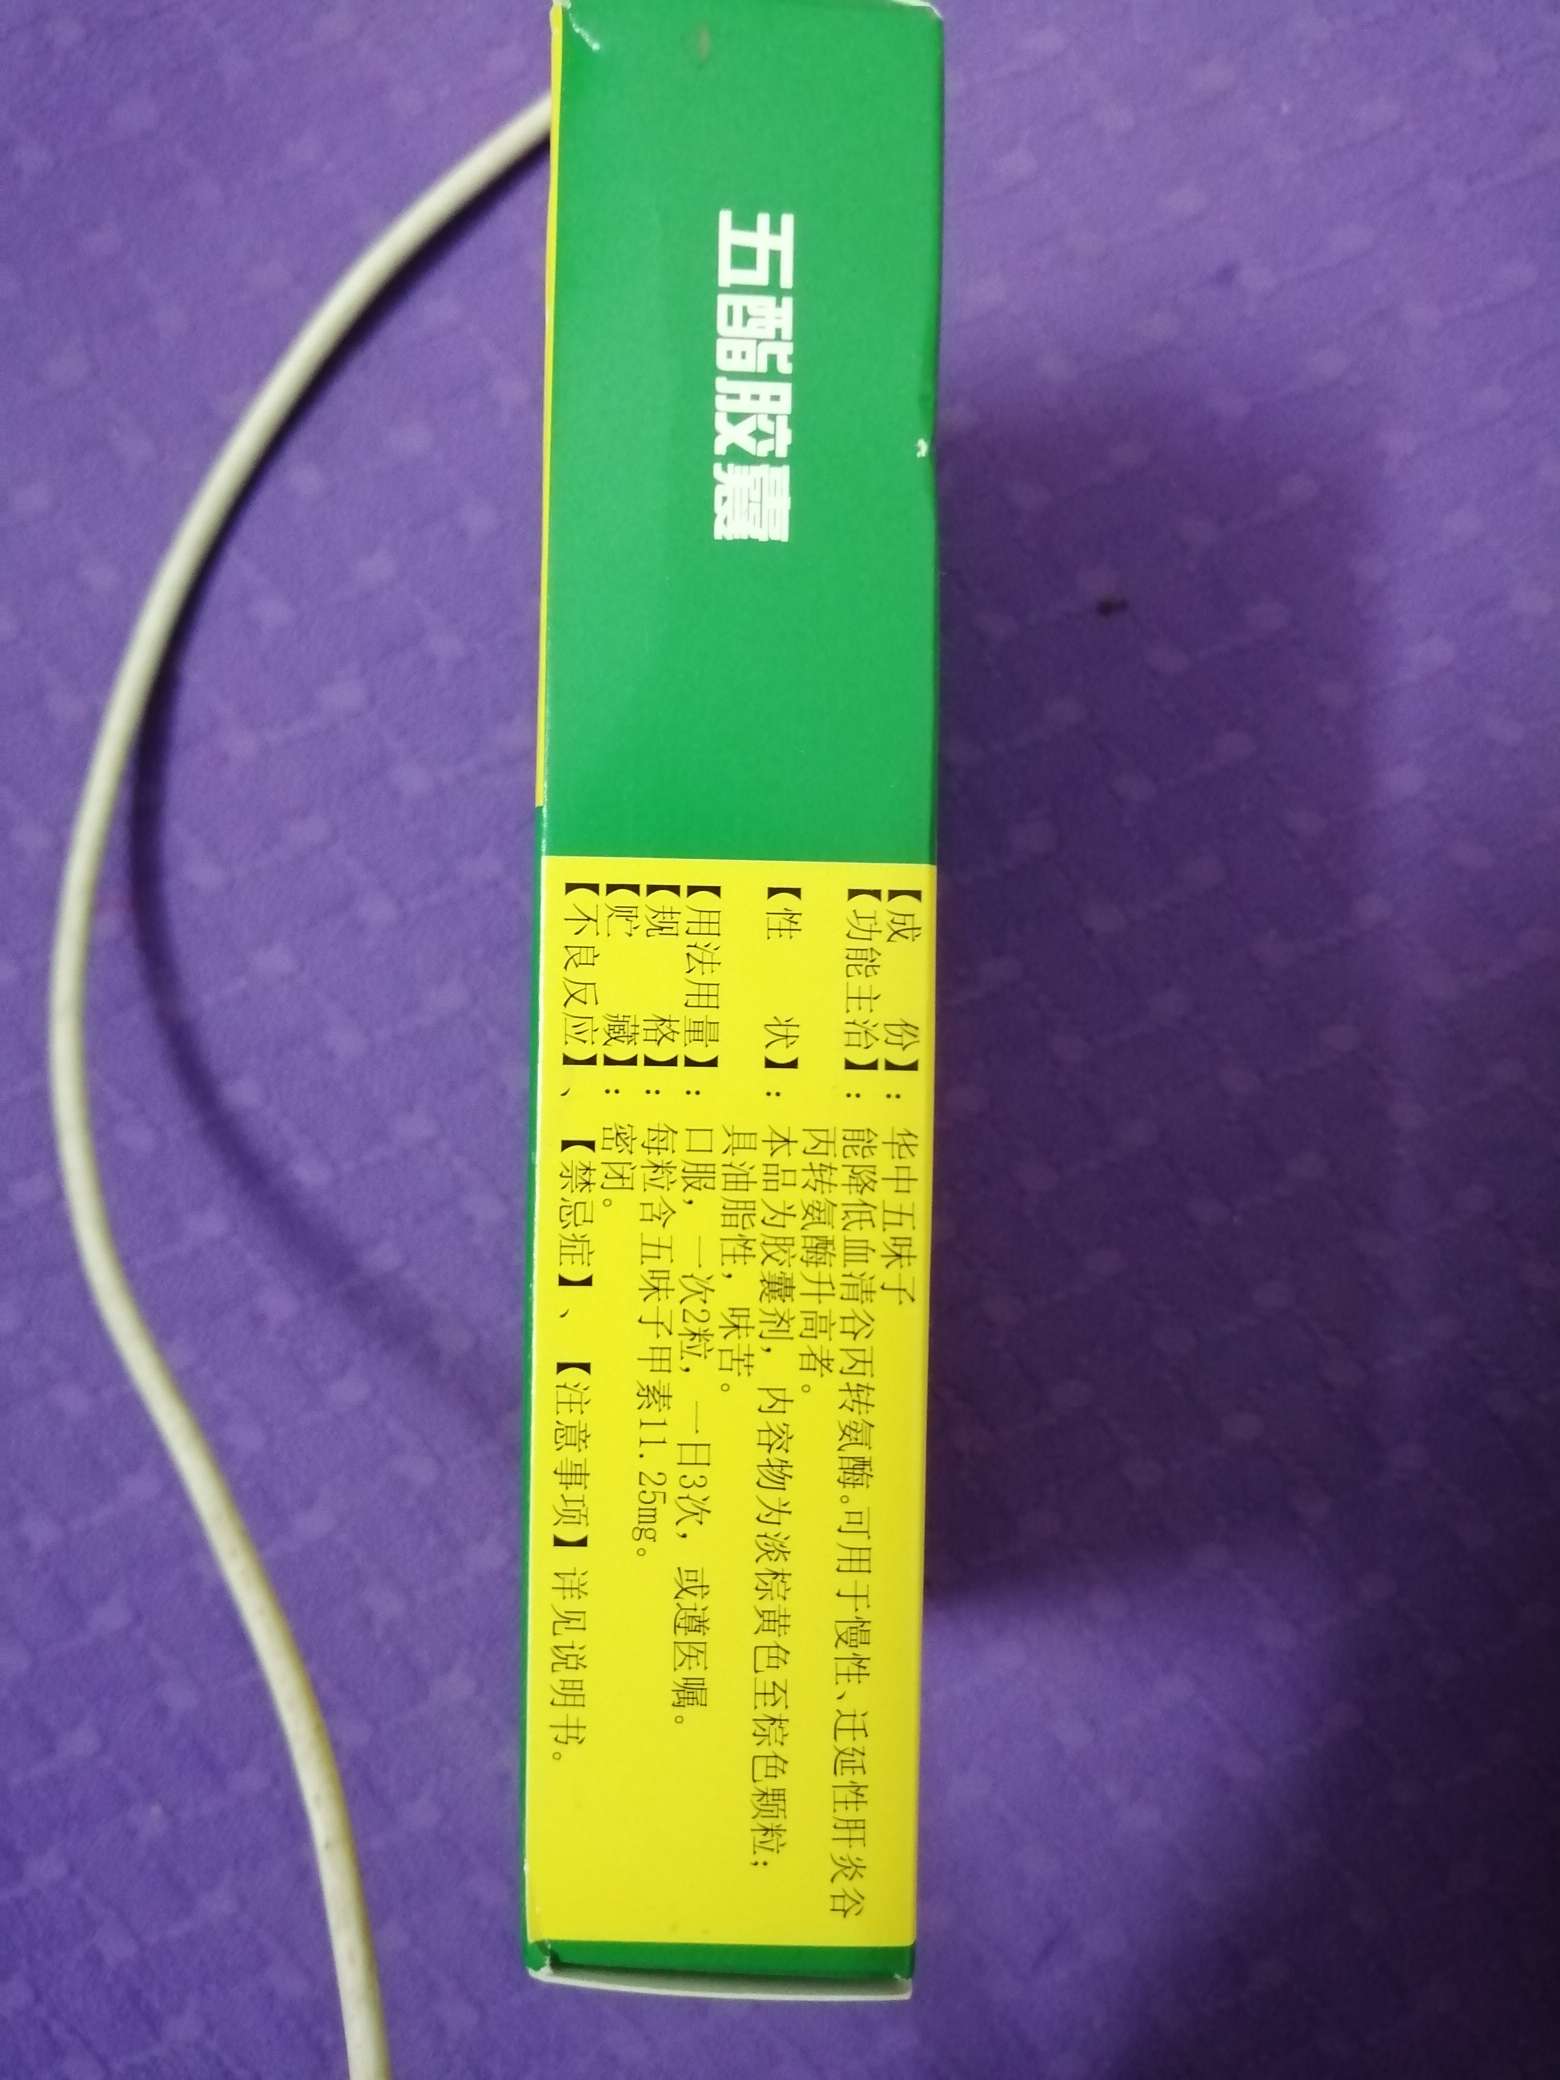 五酯胶囊
【成　　份】：华中五味子
【功能主治】：能降低血清谷丙转氨酶。可用于慢性、迁延性肝炎谷
丙转氨酶升高者。
【性　　状】：本品为胶囊剂，内容物为淡棕黄色至棕色颗粒；
具油脂性，味苦。
【用法用量】：口服，一次2粒，一日3次，或遵医嘱。
【规　　格】：每粒含五味子甲素11.25mg。
【贮　　藏】：密闭。
【不良反应】、【禁忌症】、【注意事项】详见说明书。